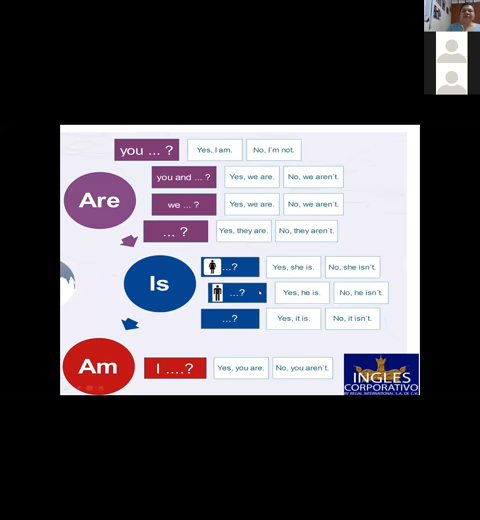 you ... ? Yes, I am. No, I'm not.
you and ... ? Yes, we are. No, we aren't.
Are
we ... ? Yes, we are. No, we aren't.
... ? Yes, they are. No, they aren't.
...? Yes, she is. No, she isn't.
Is
...? Yes, he is. No, he isn't.
...? Yes, it is. No, it isn't.
Am
I ....? Yes, you are. No, you aren't.
INGLES
CORPORATIVO